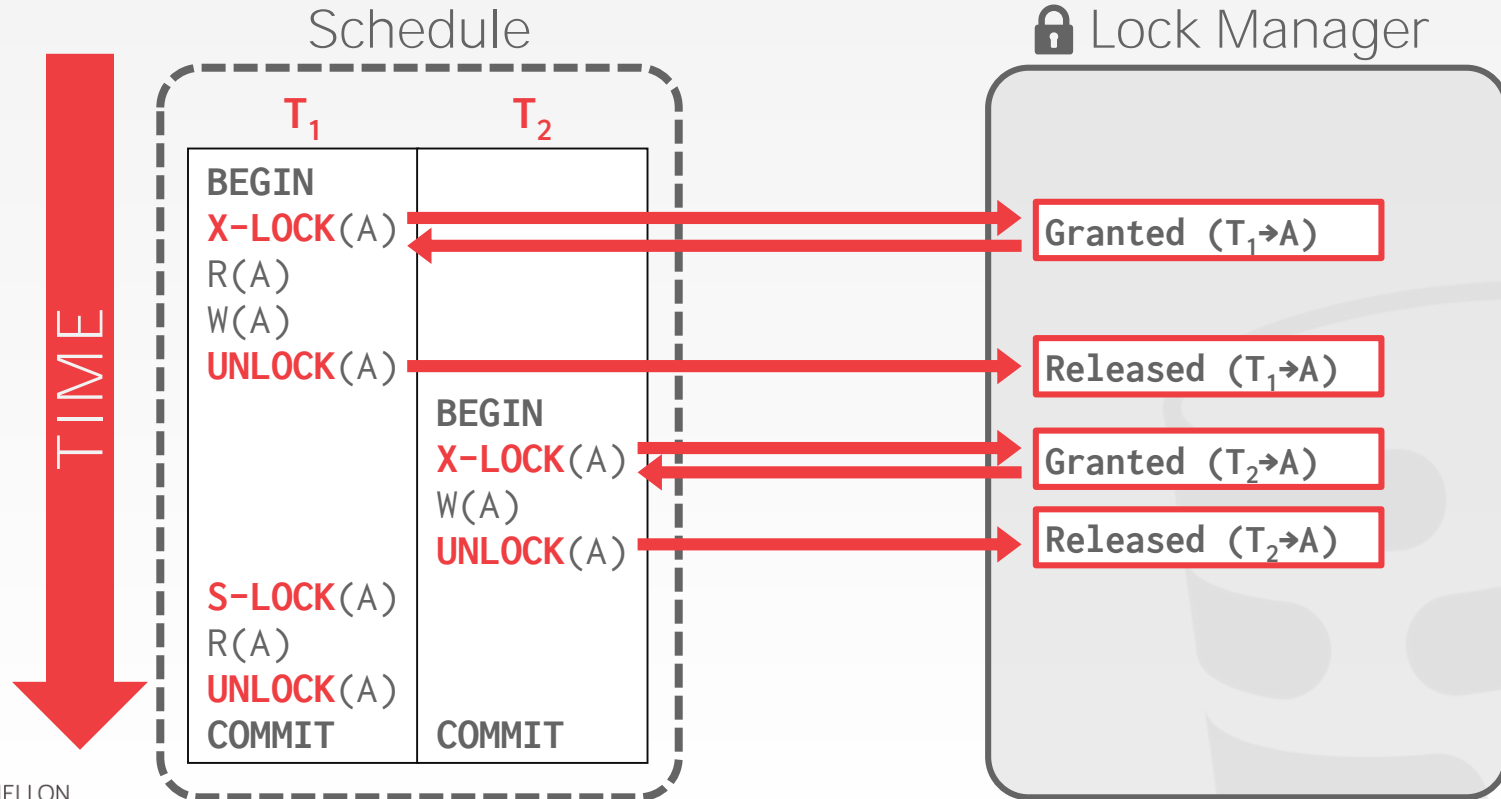 Schedule
Lock Manager
TIME
T1 T2
BEGIN
X-LOCK(A)
R(A)
W(A)
UNLOCK(A)
BEGIN
X-LOCK(A)
W(A)
UNLOCK(A)
S-LOCK(A)
R(A)
UNLOCK(A)
COMMIT COMMIT
Granted (T1→A)
Released (T1→A)
Granted (T2→A)
Released (T2→A)